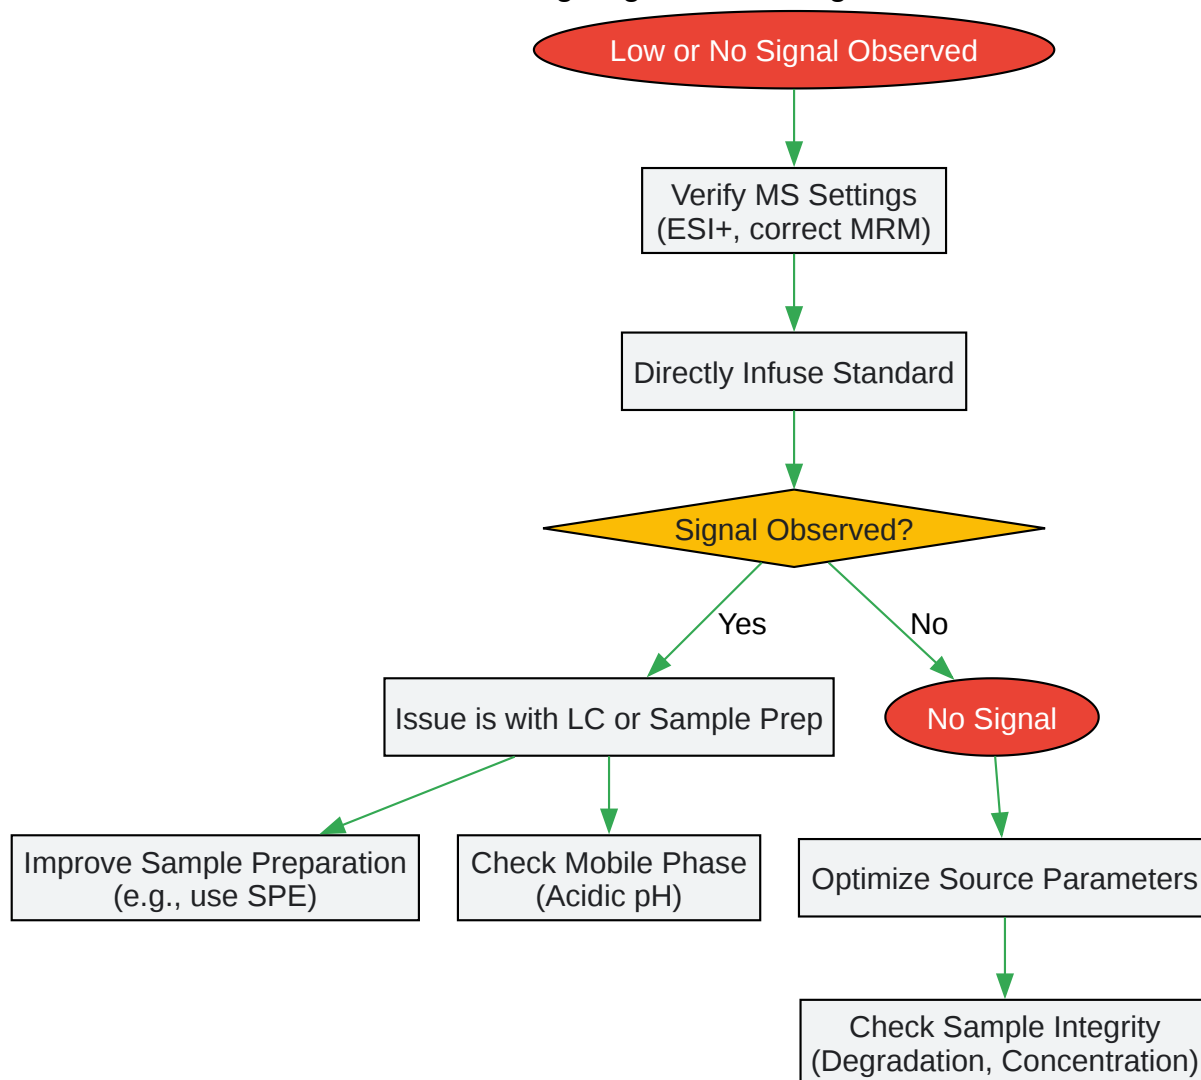 Low or No Signal Observed
Verify MS Settings
(ESI+, correct MRM)
Directly Infuse Standard
Signal Observed?
Yes
No
Issue is with LC or Sample Prep
No Signal
Improve Sample Preparation
(e.g., use SPE)
Check Mobile Phase
(Acidic pH)
Optimize Source Parameters
Check Sample Integrity
(Degradation, Concentration)